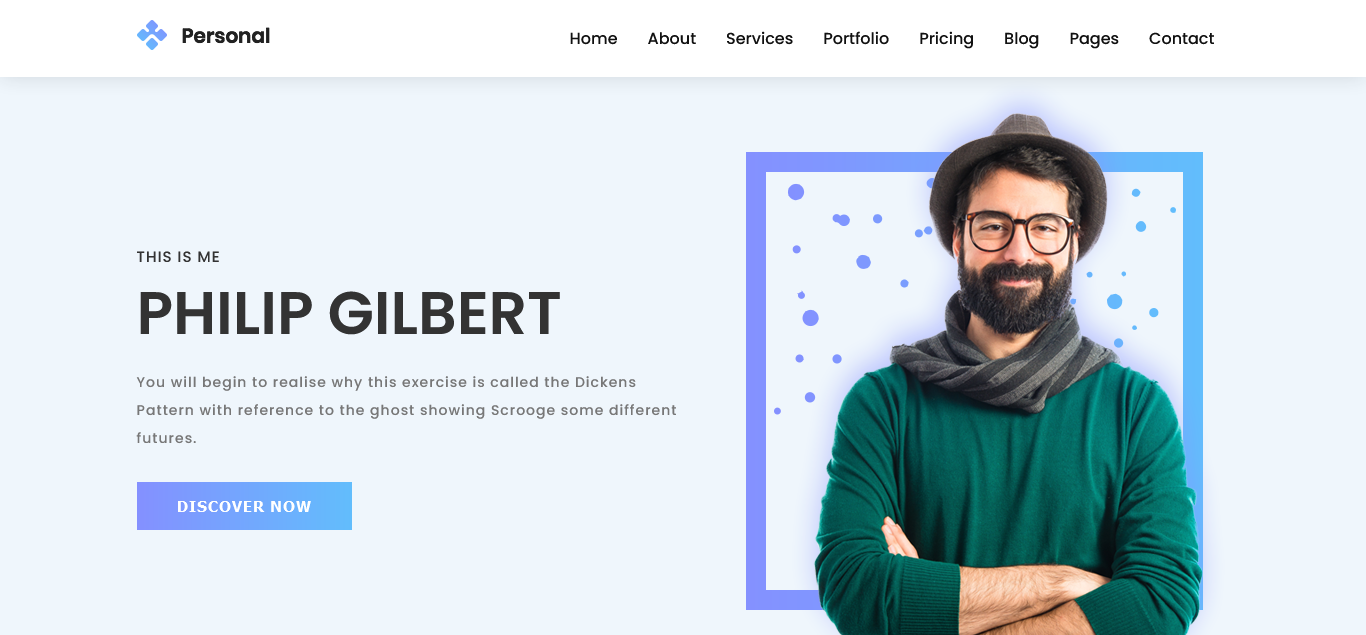 Personal
Home About Services Portfolio Pricing Blog Pages Contact
THIS IS ME
PHILIP GILBERT
You will begin to realise why this exercise is called the Dickens
Pattern with reference to the ghost showing Scrooge some different
futures.
DISCOVER NOW